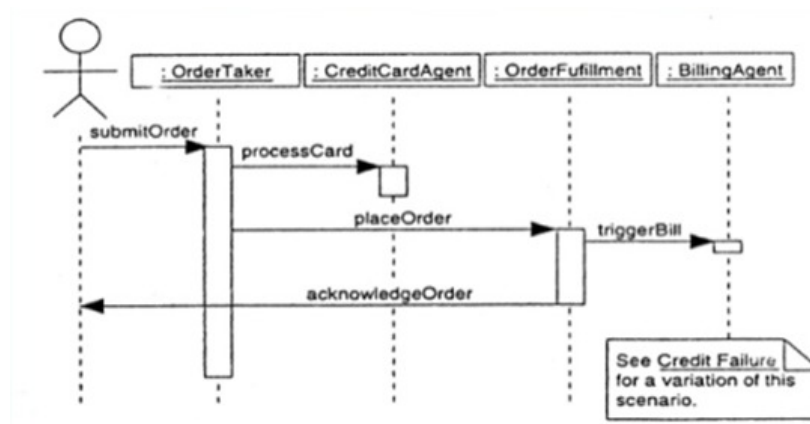 : OrderTaker
: CreditCardAgent
: OrderFufillment
: BillingAgent
submitOrder
processCard
placeOrder
triggerBill
acknowledgeOrder
See Credit Failure
for a variation of this
scenario.